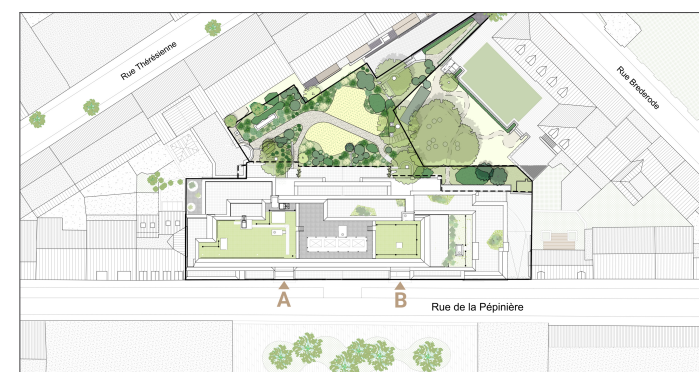 Rue Thérésienne
Rue Brederode
A
B
Rue de la Pépinière